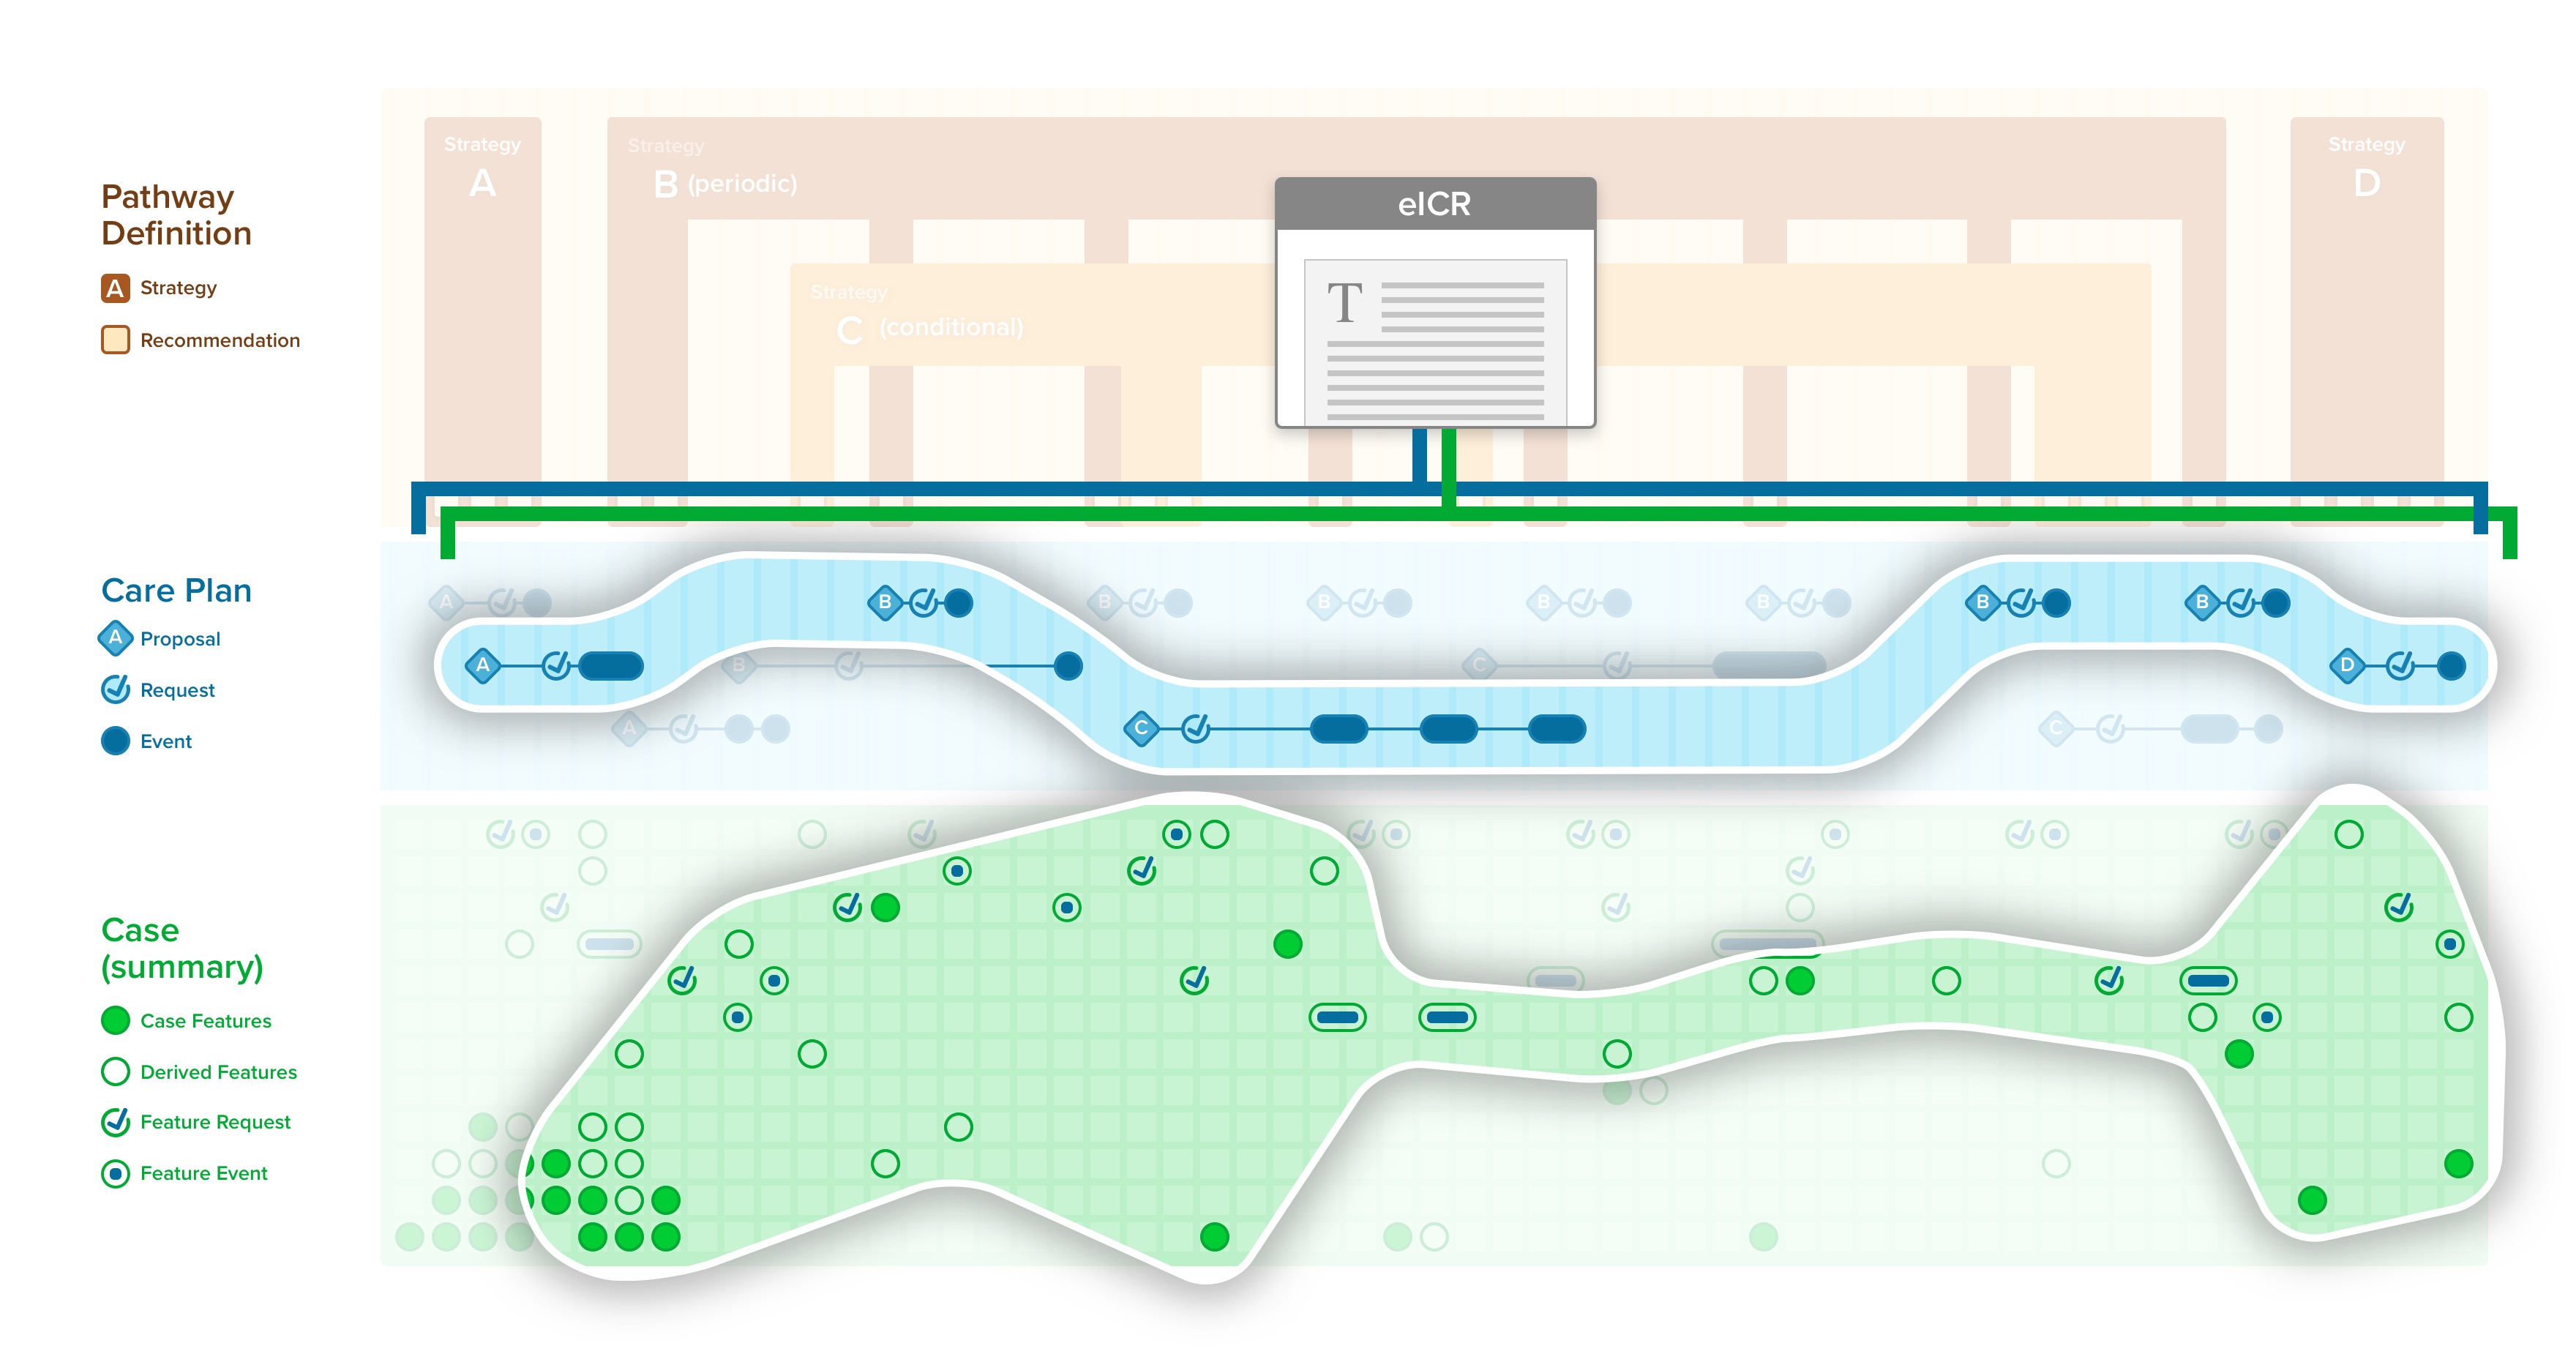 Strategy
A
Strategy
B (periodic)
Strategy
D
eICR
T
Strategy
C (conditional)
Pathway
Definition
A Strategy
Recommendation
Care Plan
A Proposal
Request
Event
A B B B B B B B
A B C D
A C C
Case
(summary)
Case Features
Derived Features
Feature Request
Feature Event